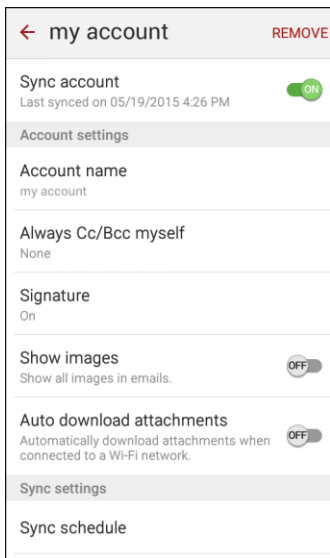 my account REMOVE
Sync account
ON
Last synced on 05/19/2015 4:26 PM
Account settings
Account name
my account
Always Cc/Bcc myself
None
Signature
On
Show images
OFF
Show all images in emails.
Auto download attachments
OFF
Automatically download attachments when
connected to a Wi-Fi network.
Sync settings
Sync schedule